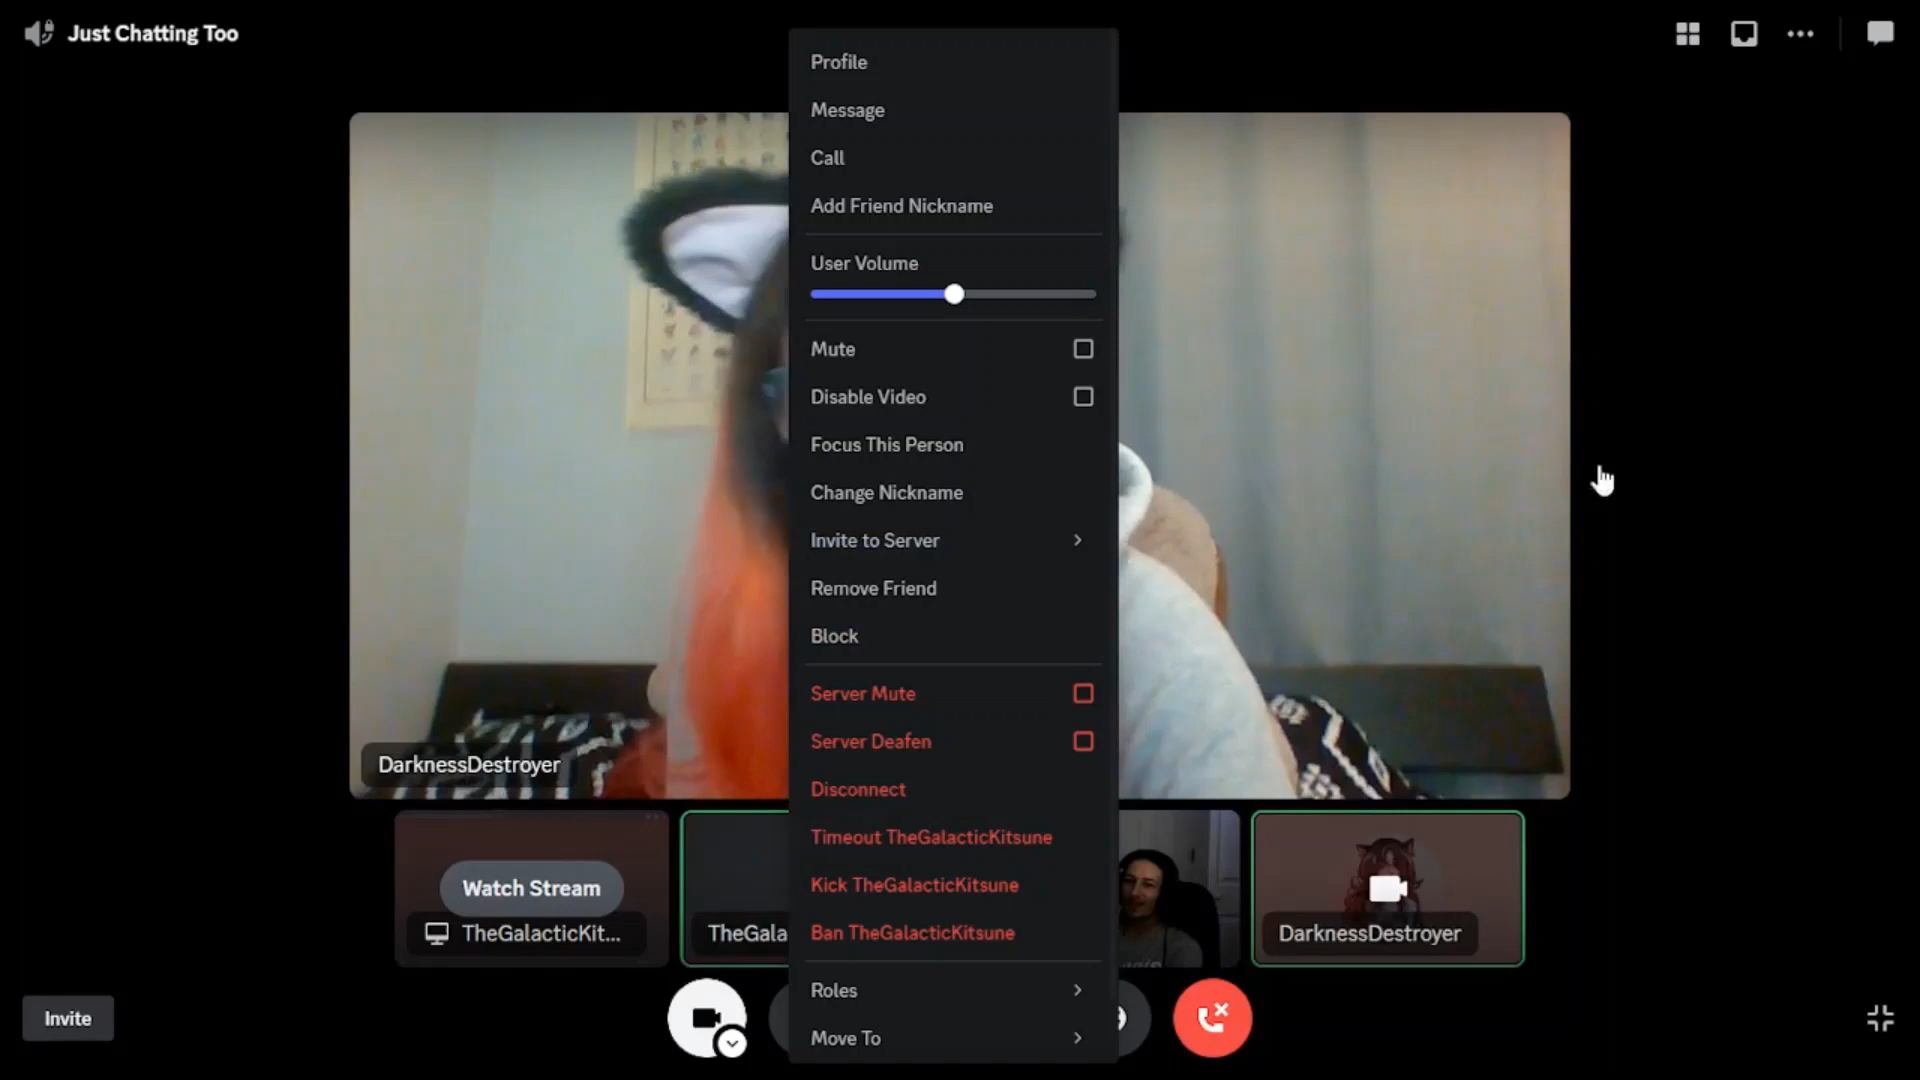 Just Chatting Too
Profile
Message
Call
Add Friend Nickname
User Volume
Mute
Disable Video
Focus This Person
Change Nickname
Invite to Server
Remove Friend
Block
Server Mute
Server Deafen
Disconnect
Timeout TheGalacticKitsune
Kick TheGalacticKitsune
Ban TheGalacticKitsune
Roles
Move To
DarknessDestroyer
Watch Stream
TheGalacticKit...
TheGala
DarknessDestroyer
Invite